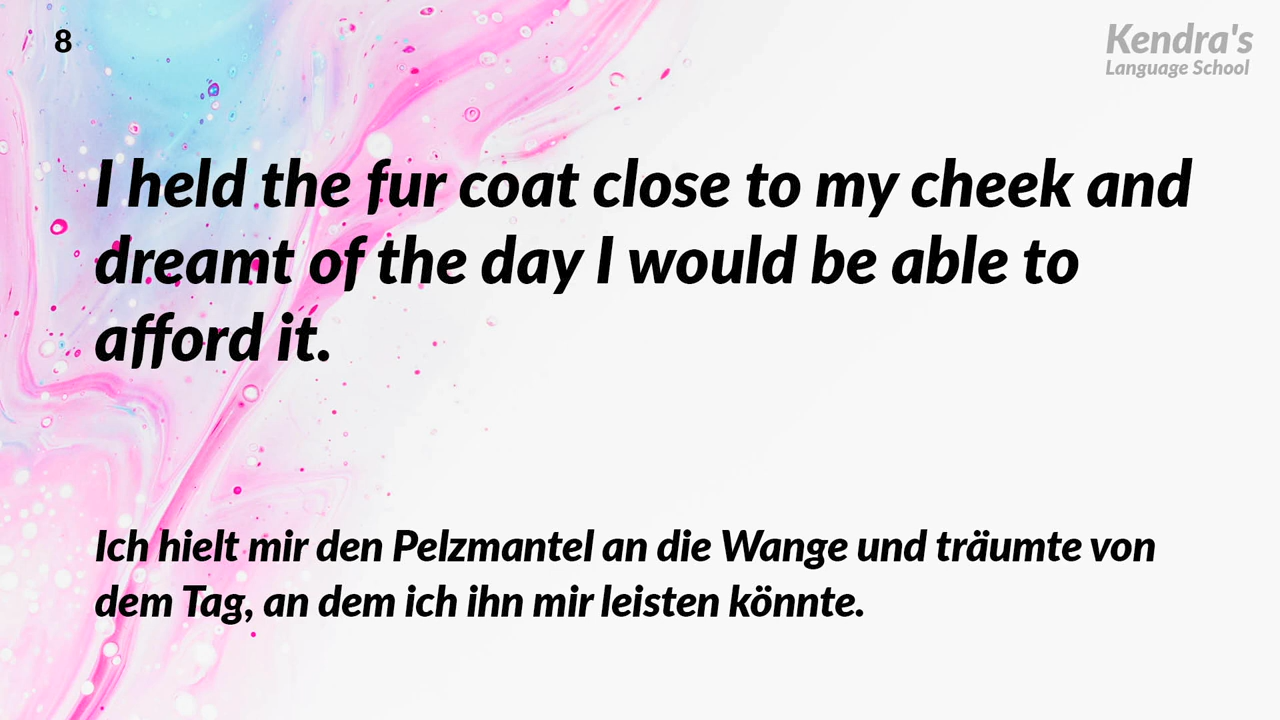 8
Kendra's
Language School
I held the fur coat close to my cheek and
dreamt of the day I would be able to
afford it.
Ich hielt mir den Pelzmantel an die Wange und träumte von
dem Tag, an dem ich ihn mir leisten könnte.